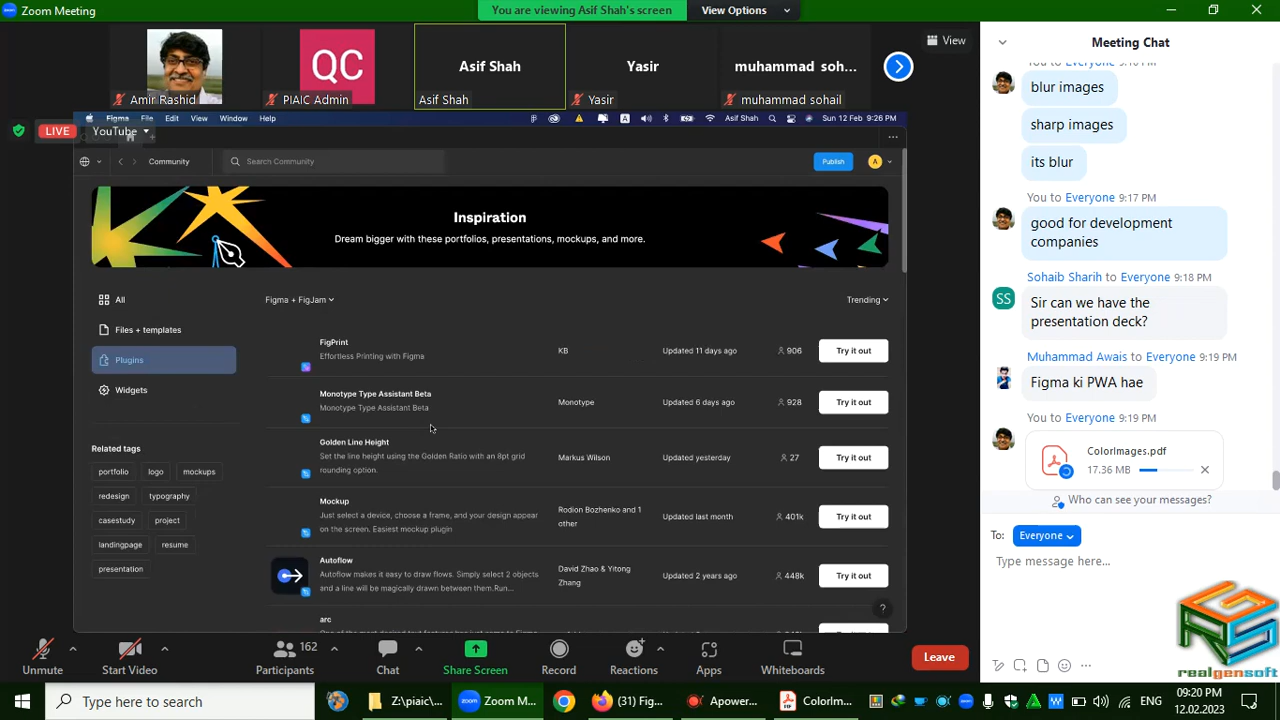 Zoom Meeting
You are viewing Asif Shah's screen
View Options
View
Amir Rashid
QC
PIAIC Admin
Asif Shah
Asif Shah
Yasir
Yasir
muhammad soh...
muhammad sohail
LIVE
YouTube
Figma File Edit View Window Help
A
Asif Shah
Sun 12 Feb 9:26 PM
Community
Search Community
Publish
A
Inspiration
Dream bigger with these portfolios, presentations, mockups, and more.
All
Files + templates
Plugins
Widgets
Related tags
portfolio logo mockups
redesign typography
casestudy project
landingpage resume
presentation
Figma + FigJam
Trending
FigPrint
Effortless Printing with Figma
KB
Updated 11 days ago
906
Try it out
Monotype Type Assistant Beta
Monotype Type Assistant Beta
Monotype
Updated 6 days ago
928
Try it out
Golden Line Height
Set the line height using the Golden Ratio with an 8pt grid
rounding option.
Markus Wilson
Updated yesterday
27
Try it out
Mockup
Just select a device, choose a frame, and your design appear
on the screen. Easiest mockup plugin
Rodion Bozhenko and 1
other
Updated last month
401k
Try it out
Autoflow
Autoflow makes it easy to draw flows. Simply select 2 objects
and a line will be magically drawn between them.Run...
David Zhao & Yitong
Zhang
Updated 2 years ago
448k
Try it out
arc
?
Meeting Chat
You to Everyone 9:16 PM
blur images
sharp images
its blur
You to Everyone 9:17 PM
good for development
companies
Sohaib Sharih to Everyone 9:18 PM
SS
Sir can we have the
presentation deck?
Muhammad Awais to Everyone 9:19 PM
Figma ki PWA hae
You to Everyone 9:19 PM
ColorImages.pdf
17.36 MB
Who can see your messages?
To: Everyone
Type message here...
realgensoft
Unmute
Start Video
162
Participants
Chat
Share Screen
Record
Reactions
Apps
Whiteboards
Leave
Type here to search
Z:\piaic\...
Zoom M...
(31) Fig...
Apower...
ColorIm...
ENG
09:20 PM
12.02.2023